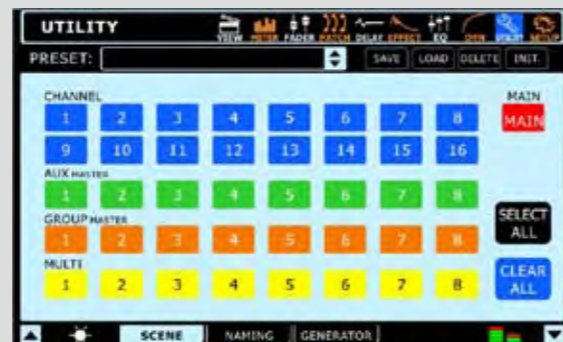 UTILITY
VIEW METER FADER PATCH DELAY EFFECT EQ DYN UTILITY SETUP
PRESET: SAVE LOAD DELETE INIT.
CHANNEL MAIN
1 2 3 4 5 6 7 8 MAIN
9 10 11 12 13 14 15 16
AUX MASTER
1 2 3 4 5 6 7 8
GROUP MASTER
1 2 3 4 5 6 7 8
SELECT ALL
MULTI
1 2 3 4 5 6 7 8
CLEAR ALL
SCENE NAMING GENERATOR